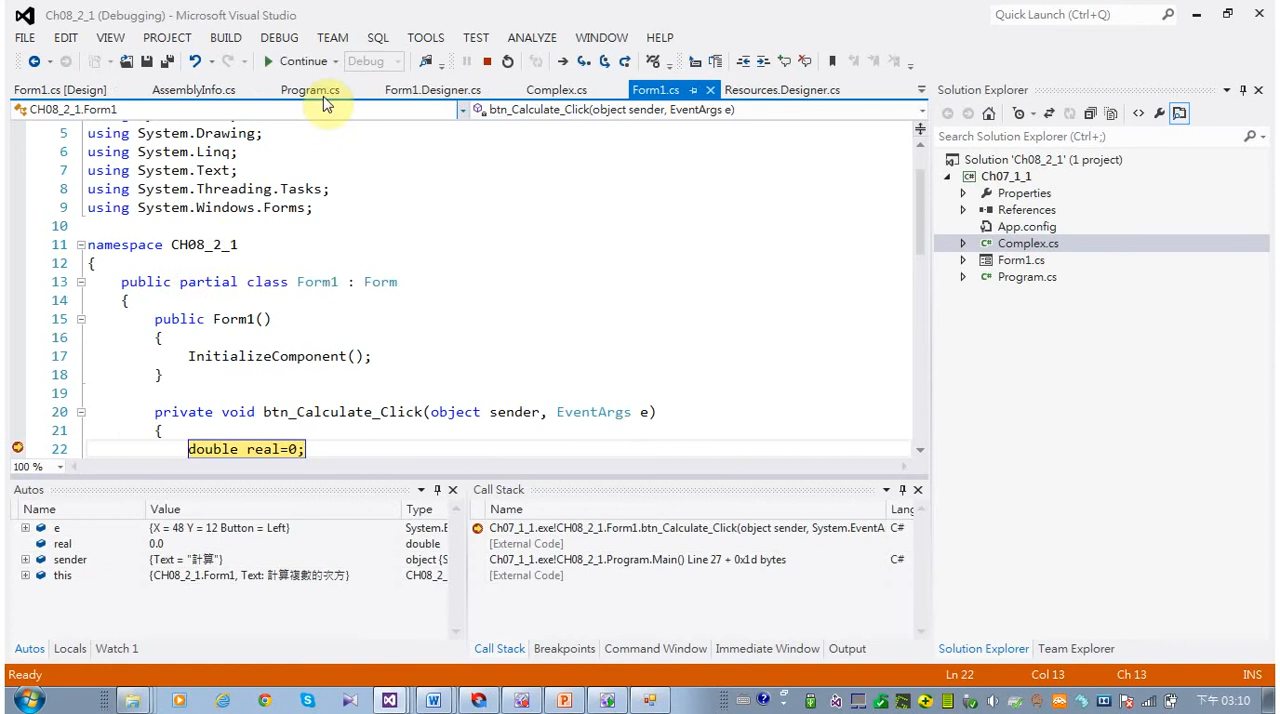 Ch08_2_1 (Debugging) - Microsoft Visual Studio
Quick Launch (Ctrl+Q)
FILE EDIT VIEW PROJECT BUILD DEBUG TEAM SQL TOOLS TEST ANALYZE WINDOW HELP
Continue Debug
Form1.cs [Design] AssemblyInfo.cs Program.cs Form1.Designer.cs Complex.cs Form1.cs Resources.Designer.cs
CH08_2_1.Form1 btn_Calculate_Click(object sender, EventArgs e)
5 using System.Drawing;
6 using System.Linq;
7 using System.Text;
8 using System.Threading.Tasks;
9 using System.Windows.Forms;
10
11 namespace CH08_2_1
12 {
13 public partial class Form1 : Form
14 {
15 public Form1()
16 {
17 InitializeComponent();
18 }
19
20 private void btn_Calculate_Click(object sender, EventArgs e)
21 {
22 double real=0;
100 %
Solution Explorer
Search Solution Explorer (Ctrl+;)
Solution 'Ch08_2_1' (1 project)
Ch07_1_1
Properties
References
App.config
Complex.cs
Form1.cs
Program.cs
Autos
Name Value Type
e {X = 48 Y = 12 Button = Left} System.E
real 0.0 double
sender {Text = "計算"} object {S
this {CH08_2_1.Form1, Text: 計算複數的次方} CH08_2
Autos Locals Watch 1
Call Stack
Name Lang
Ch07_1_1.exe!CH08_2_1.Form1.btn_Calculate_Click(object sender, System.EventA C#
[External Code]
Ch07_1_1.exe!CH08_2_1.Program.Main() Line 27 + 0x1d bytes C#
[External Code]
Call Stack Breakpoints Command Window Immediate Window Output
Solution Explorer Team Explorer
Ready Ln 22 Col 13 Ch 13 INS
下午 03:10